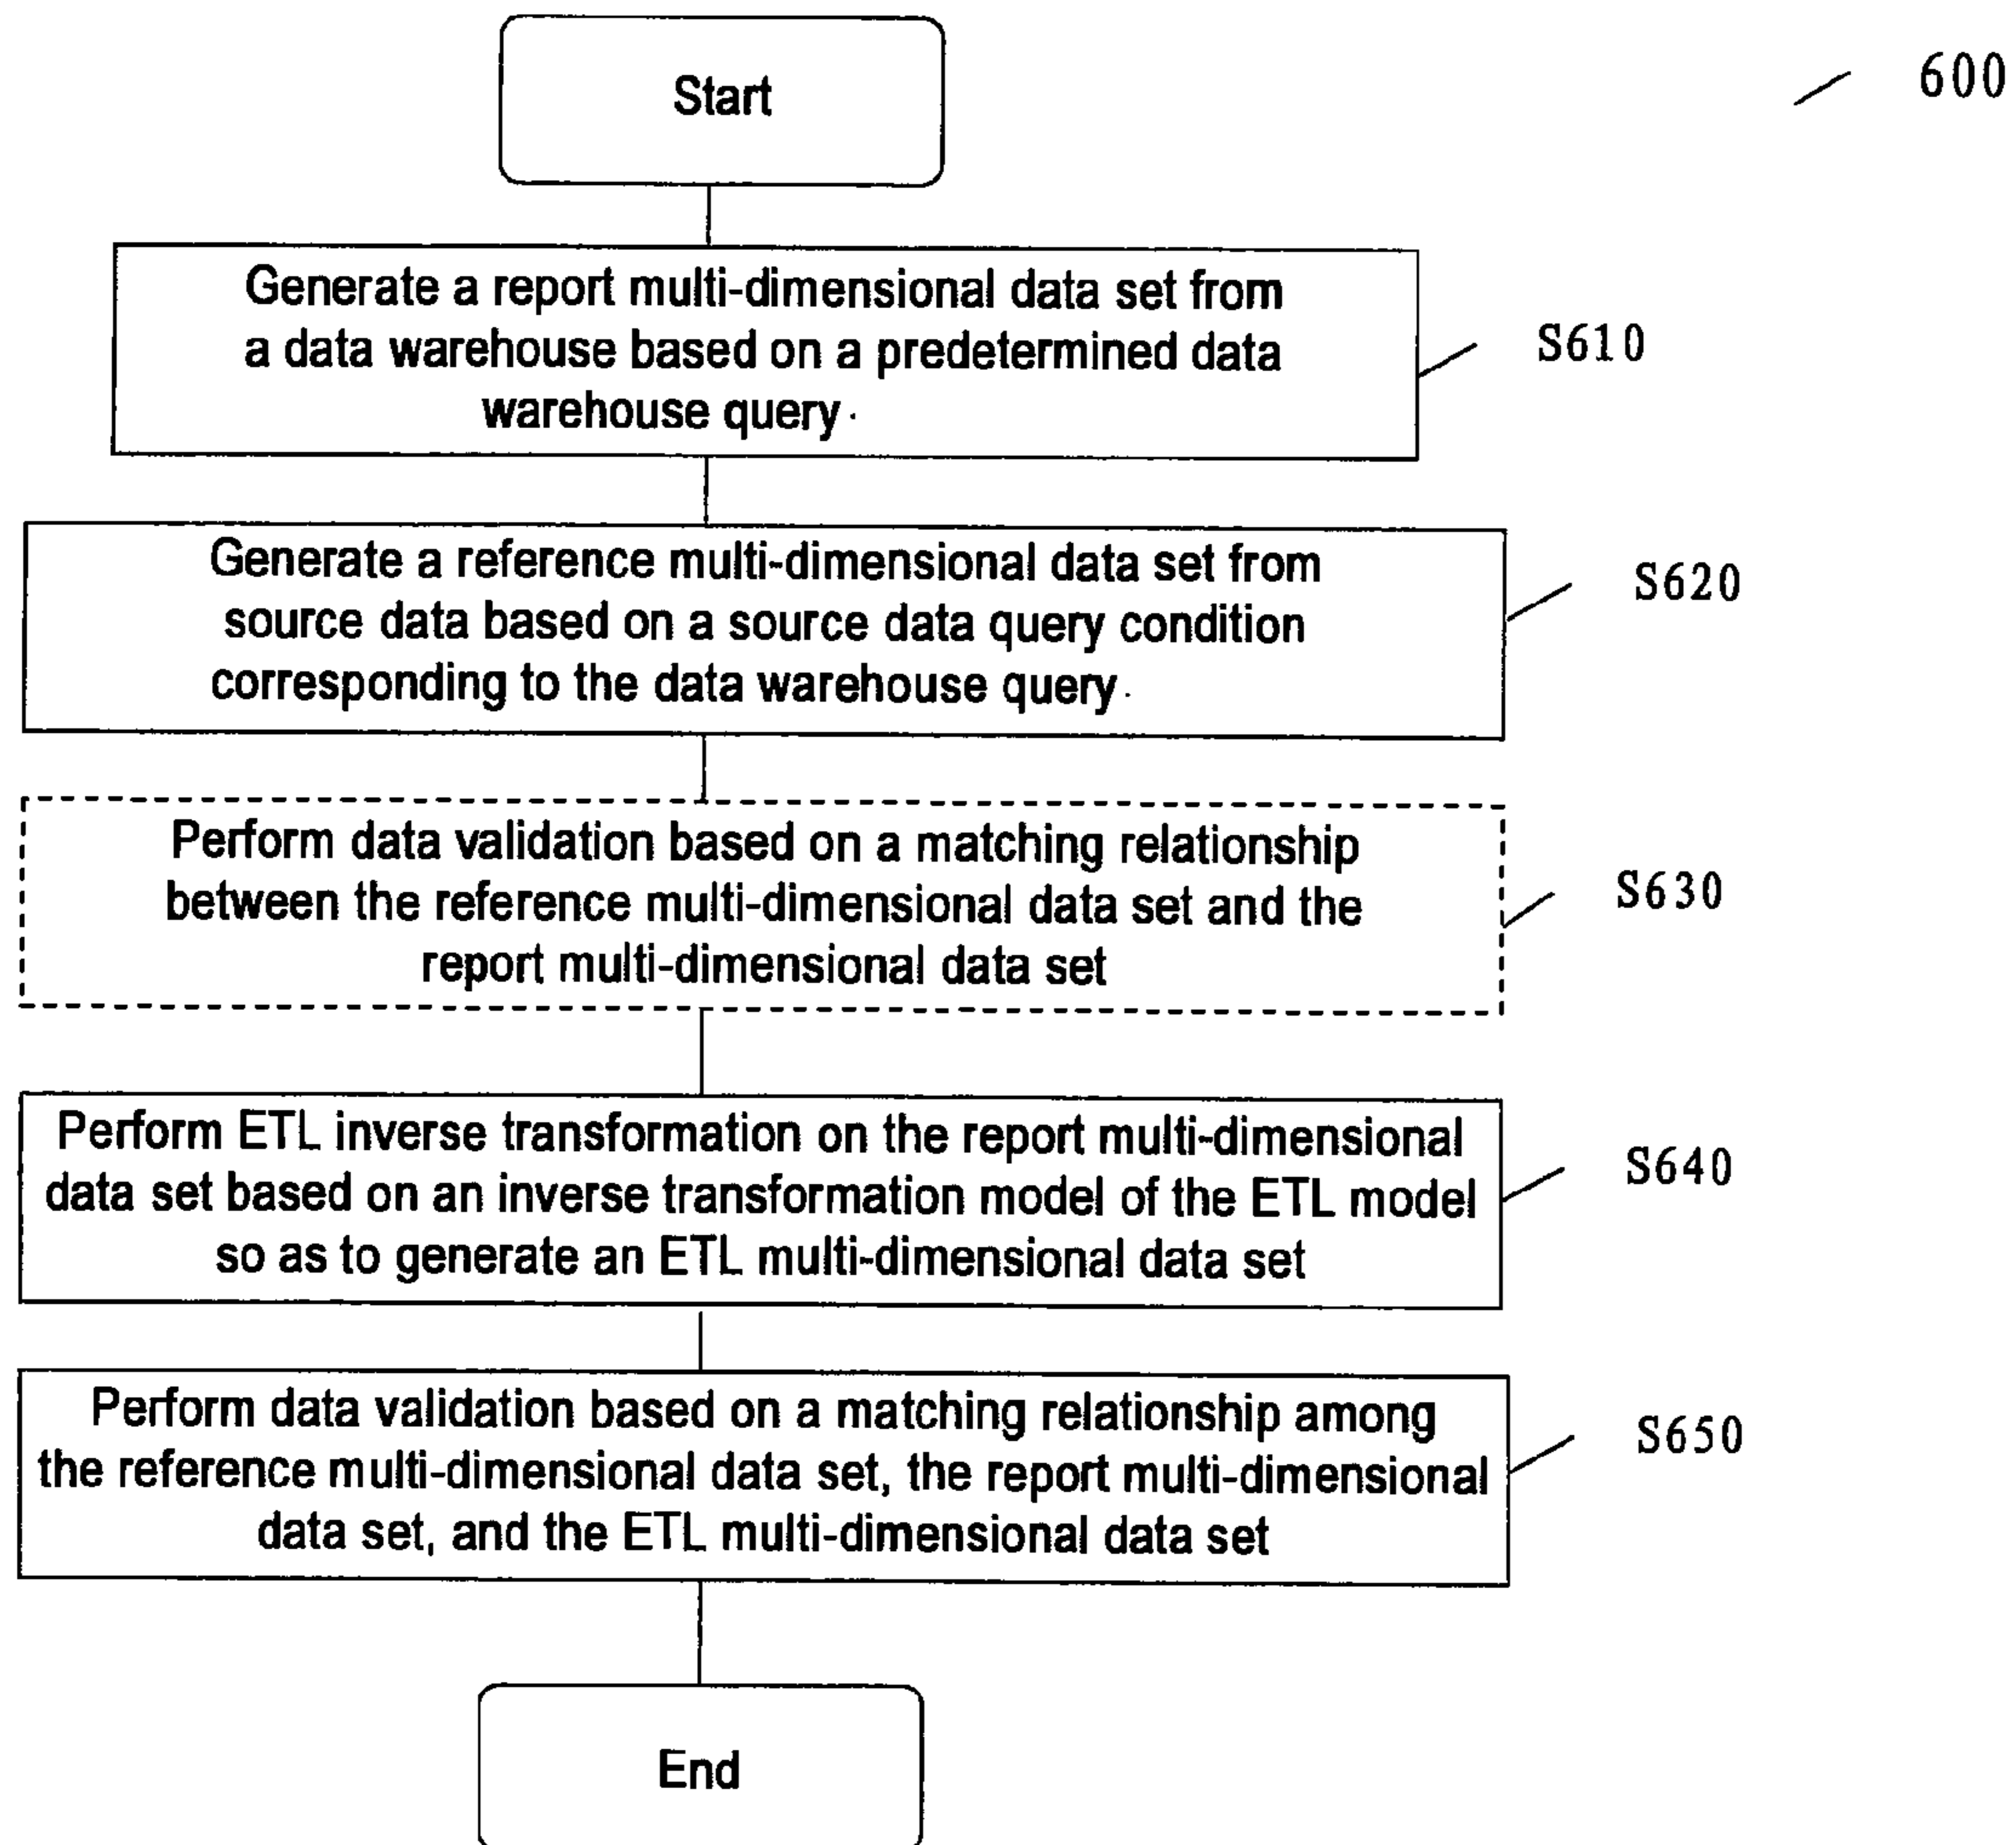 Start
600
Generate a report multi-dimensional data set from
a data warehouse based on a predetermined data
warehouse query
S610
Generate a reference multi-dimensional data set from
source data based on a source data query condition
corresponding to the data warehouse query
S620
Perform data validation based on a matching relationship
between the reference multi-dimensional data set and the
report multi-dimensional data set
S630
Perform ETL inverse transformation on the report multi-dimensional
data set based on an inverse transformation model of the ETL model
so as to generate an ETL multi-dimensional data set
S640
Perform data validation based on a matching relationship among
the reference multi-dimensional data set, the report multi-dimensional
data set, and the ETL multi-dimensional data set
S650
End